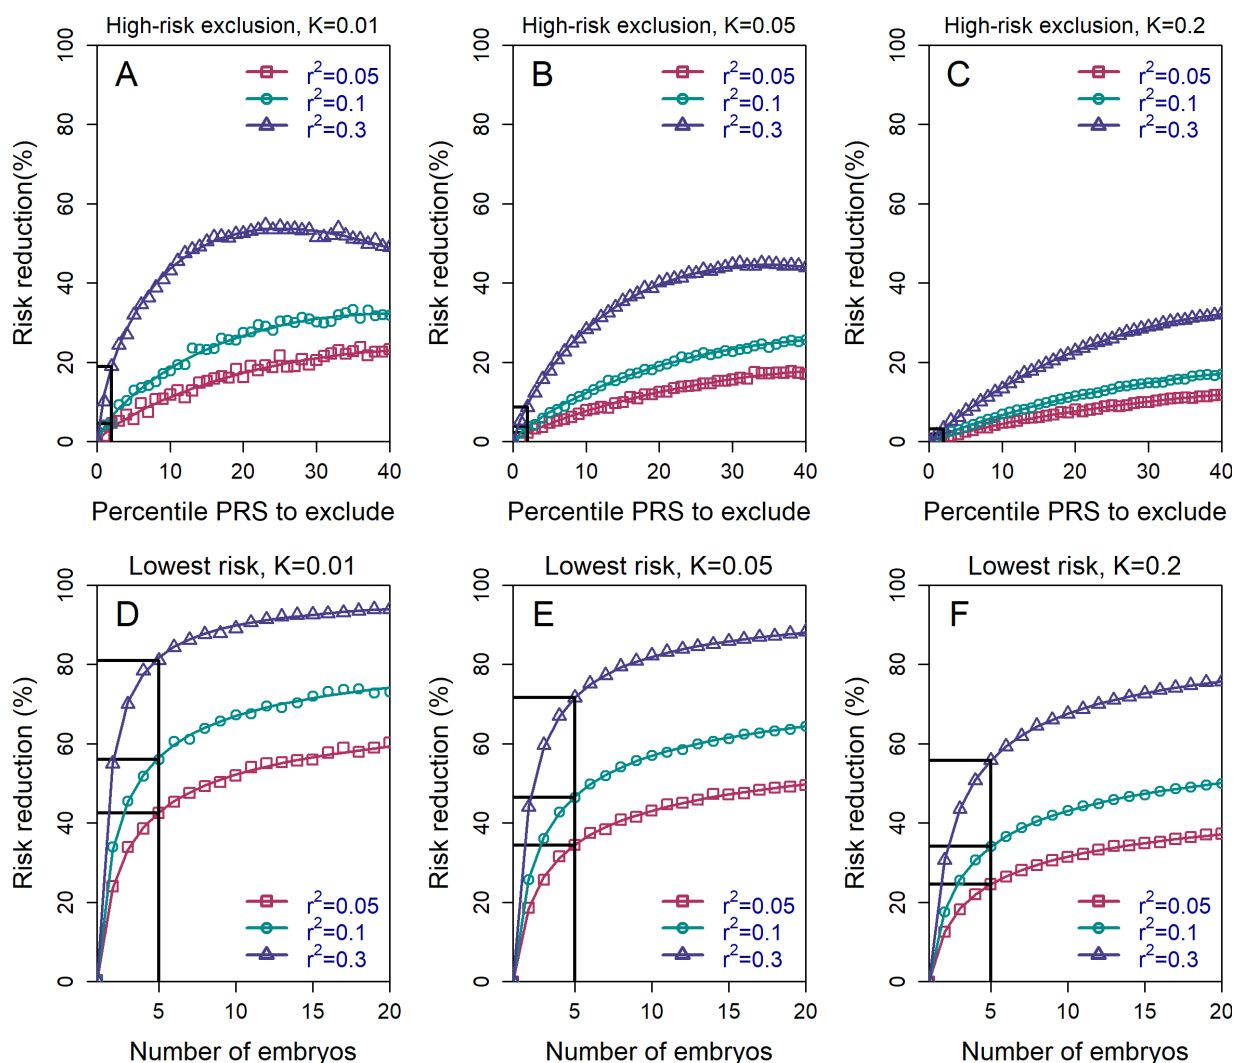 High-risk exclusion, K=0.01
A
r²=0.05
r²=0.1
r²=0.3
Risk reduction(%)
0 20 40 60 80 100
0 10 20 30 40
Percentile PRS to exclude
High-risk exclusion, K=0.05
B
r²=0.05
r²=0.1
r²=0.3
Risk reduction(%)
0 20 40 60 80 100
0 10 20 30 40
Percentile PRS to exclude
High-risk exclusion, K=0.2
C
r²=0.05
r²=0.1
r²=0.3
Risk reduction(%)
0 20 40 60 80 100
0 10 20 30 40
Percentile PRS to exclude
Lowest risk, K=0.01
D
r²=0.05
r²=0.1
r²=0.3
Risk reduction (%)
0 20 40 60 80 100
5 10 15 20
Number of embryos
Lowest risk, K=0.05
E
r²=0.05
r²=0.1
r²=0.3
Risk reduction (%)
0 20 40 60 80 100
5 10 15 20
Number of embryos
Lowest risk, K=0.2
F
r²=0.05
r²=0.1
r²=0.3
Risk reduction (%)
0 20 40 60 80 100
5 10 15 20
Number of embryos